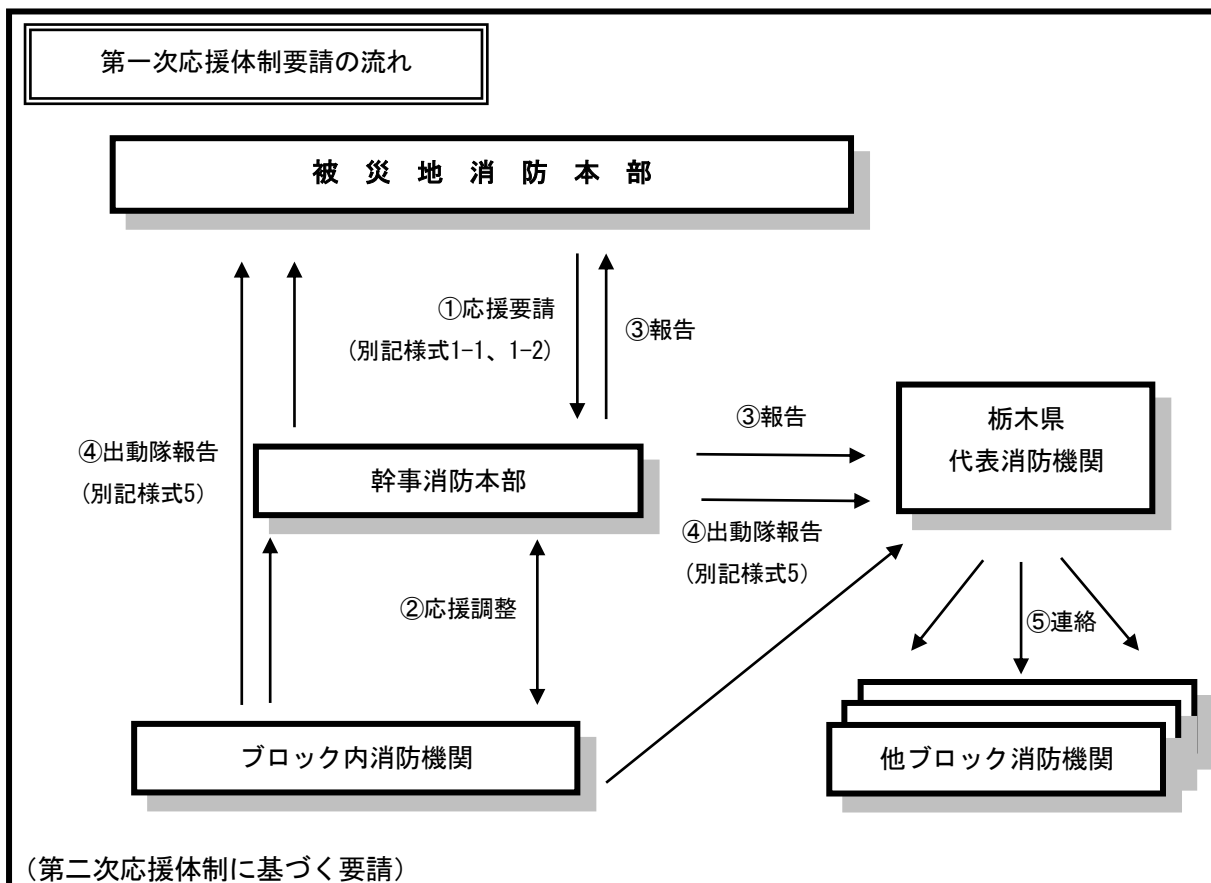 第一次応援体制要請の流れ
被災地消防本部
①応援要請
(別記様式1-1、1-2)
③報告
③報告
栃木県
代表消防機関
④出動隊報告
(別記様式5)
幹事消防本部
④出動隊報告
(別記様式5)
②応援調整
⑤連絡
ブロック内消防機関
他ブロック消防機関
(第二次応援体制に基づく要請)